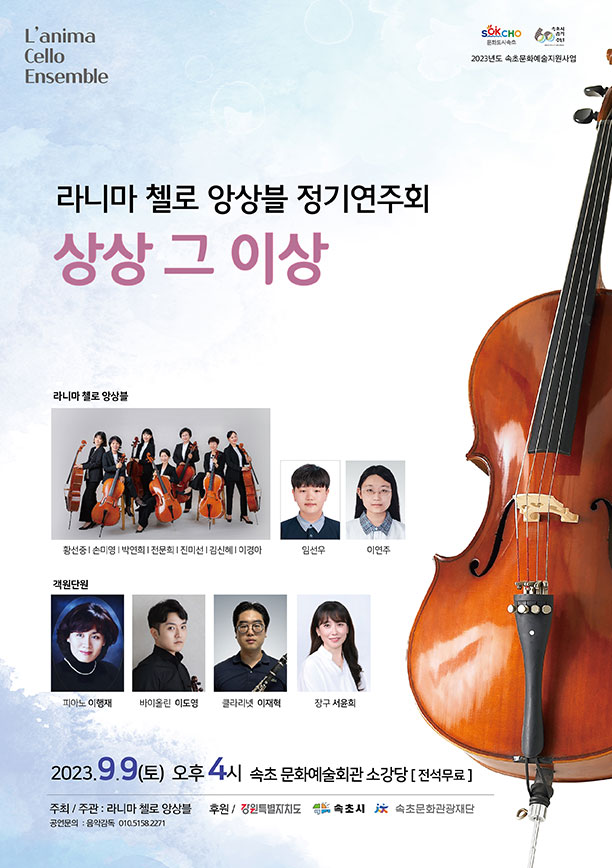 L'anima
Cello
Ensemble
SOKCHO
문화도시속초
60
2023년도 속초문화예술지원사업
라니마 첼로 앙상블 정기연주회
상상 그 이상
라니마 첼로 앙상블
황선중 | 손미영 | 박연희 | 전문희 | 진미선 | 김신혜 | 이경아
임선우
이연주
객원단원
피아노 이행재
바이올린 이도영
클라리넷 이재혁
장구 서윤희
2023.9.9(토) 오후 4시 속초 문화예술회관 소강당 [ 전석무료 ]
주최 / 주관 : 라니마 첼로 앙상블 후원 / 강원특별자치도 속초시 속초문화관광재단
공연문의 : 음악감독 010.5158.2271